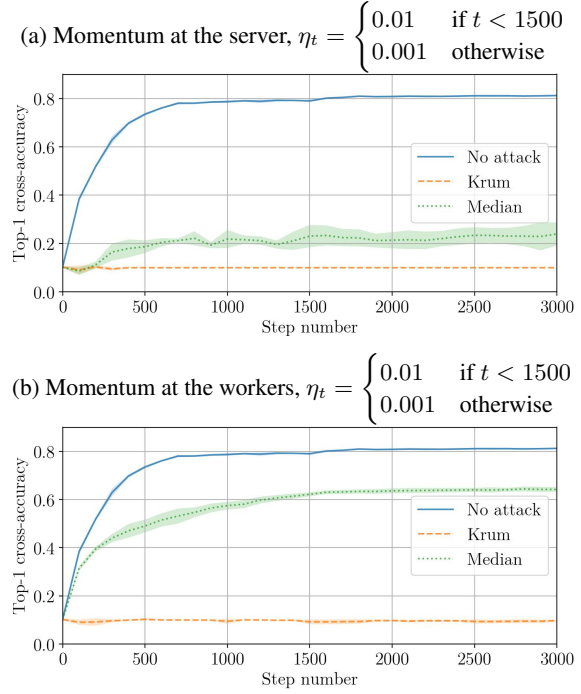 (a) Momentum at the server, ηₜ = {0.01 if t < 1500
0.001 otherwise
Top-1 cross-accuracy
0.8
0.6
0.4
0.2
0.0
No attack
Krum
Median
0 500 1000 1500 2000 2500 3000
Step number
(b) Momentum at the workers, ηₜ = {0.01 if t < 1500
0.001 otherwise
Top-1 cross-accuracy
0.8
0.6
0.4
0.2
0.0
No attack
Krum
Median
0 500 1000 1500 2000 2500 3000
Step number